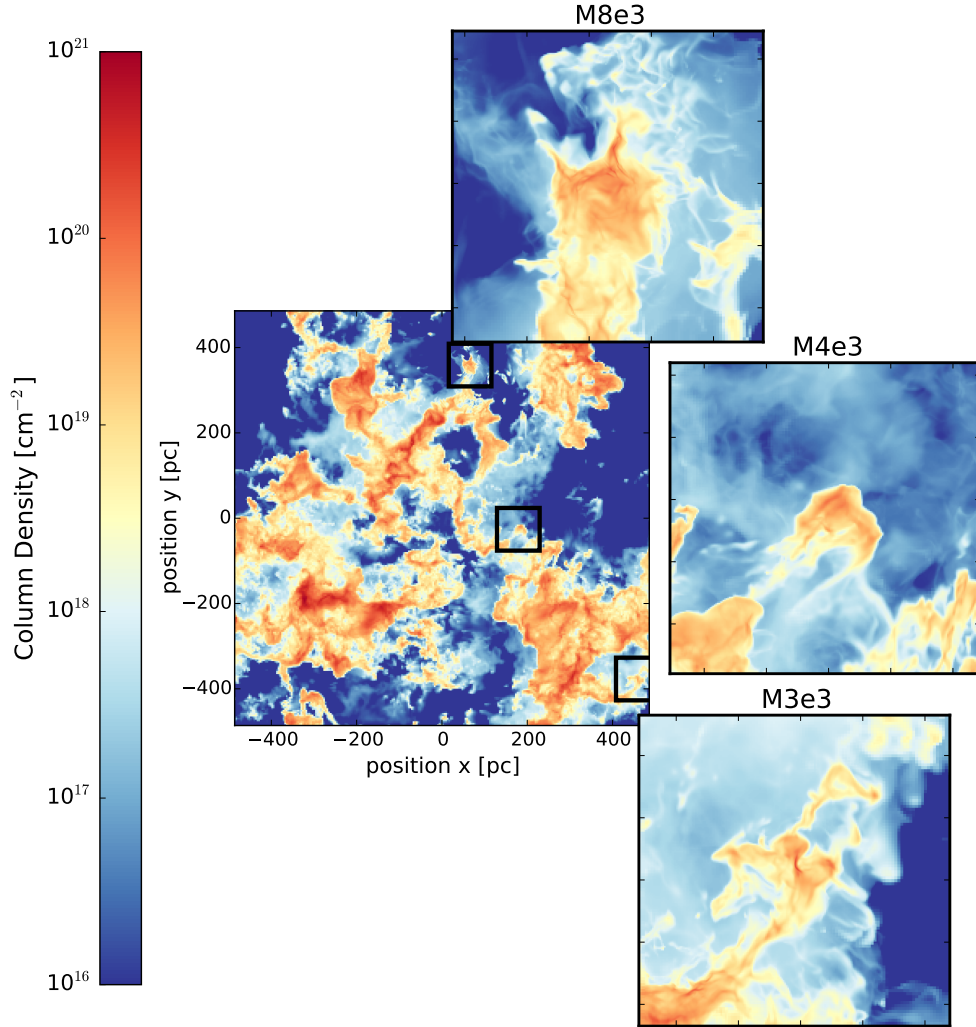 M8e3
10^21
10^20
10^19
10^18
10^17
10^16
Column Density [cm^−2]
400
200
0
−200
−400
position y [pc]
−400 −200 0 200 400
position x [pc]
M4e3
M3e3